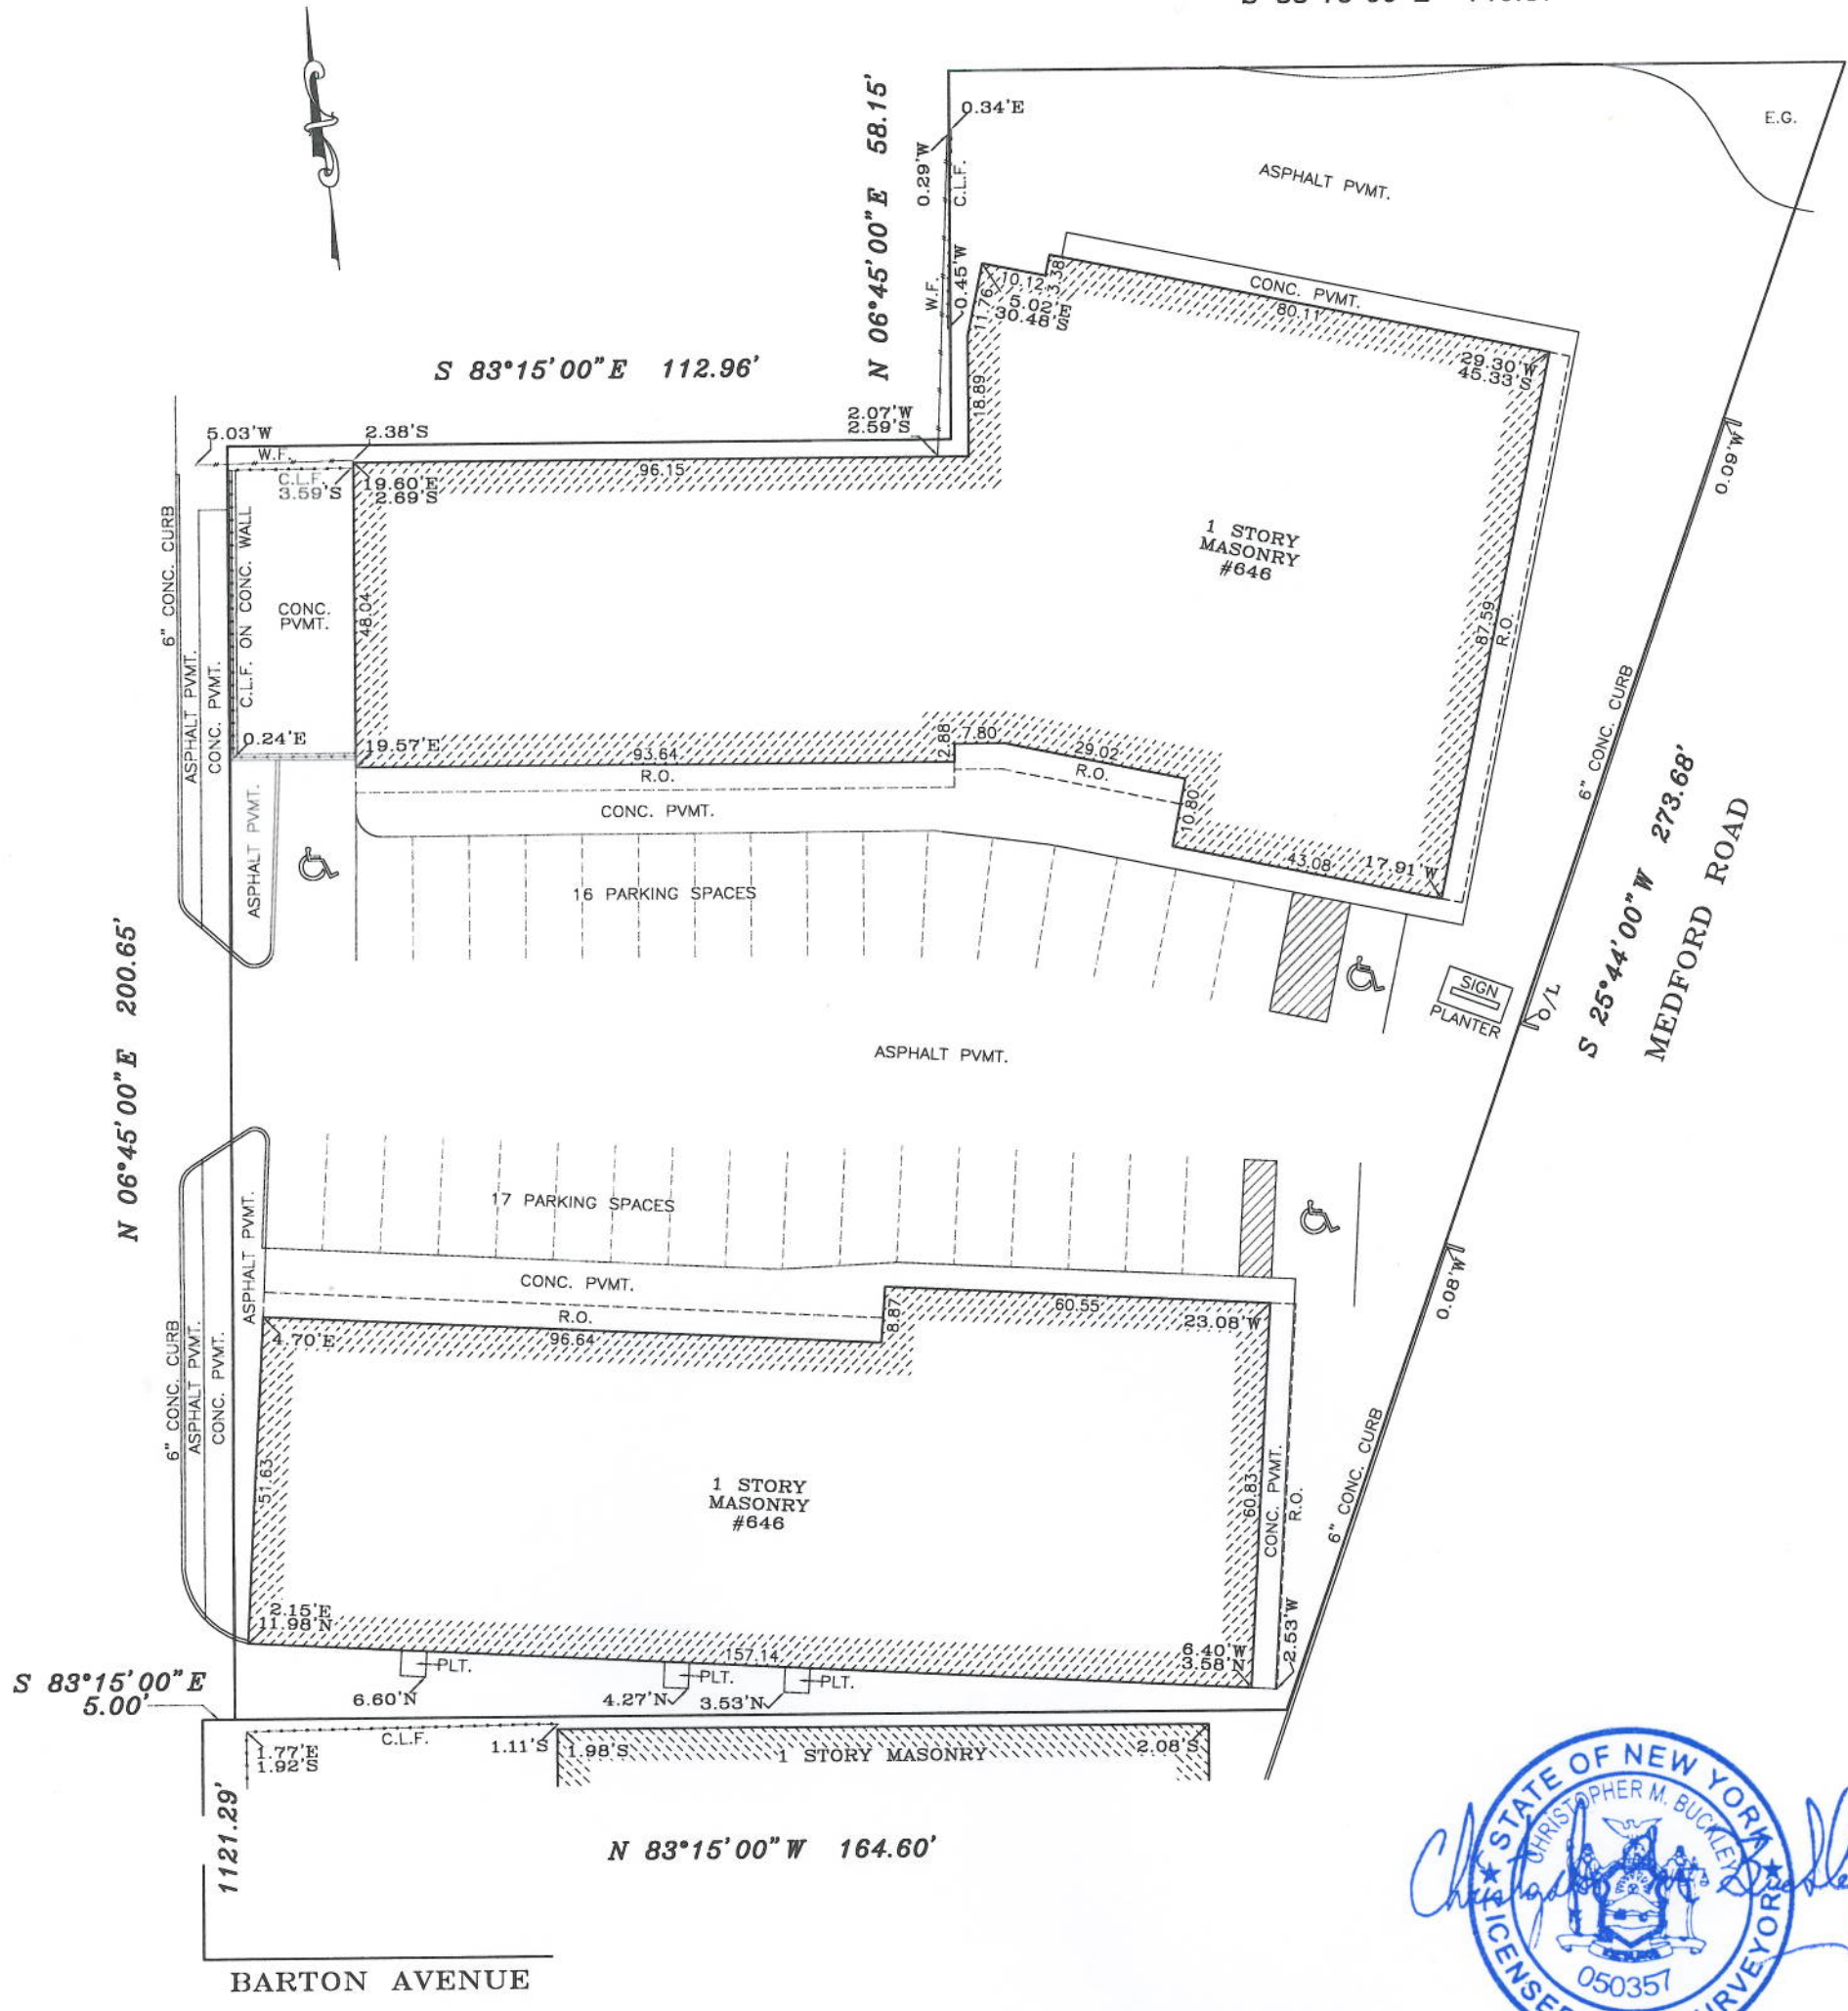 0.34'E
E.G.
N 06°45'00"E 58.15'
0.29'W
C.L.F.
ASPHALT PVMT.
W.F.
0.45'W
11.76
10.12
3.38
5.02'E
30.48'S
CONC. PVMT.
80.11
29.30'W
45.33'S
S 83°15'00"E 112.96'
18.89
2.07'W
2.59'S
5.03'W
2.38'S
W.F.
C.L.F.
3.59'S
19.60'E
2.69'S
96.15
0.09'W
6" CONC. CURB
C.L.F. ON CONC. WALL
1 STORY
MASONRY
#646
CONC.
PVMT.
48.04
87.59
R.O.
ASPHALT PVMT.
CONC. PVMT.
6" CONC. CURB
0.24'E
19.57'E
93.64
2.88
7.80
29.02
R.O.
R.O.
10.80
CONC. PVMT.
43.08
17.91'W
ASPHALT PVMT.
16 PARKING SPACES
S 25°44'00"W 273.68'
MEDFORD ROAD
SIGN
PLANTER
O/L
N 06°45'00"E 200.65'
ASPHALT PVMT.
17 PARKING SPACES
ASPHALT PVMT.
0.08'W
CONC. PVMT.
R.O.
8.87
60.55
23.08'W
4.70'E
96.64
6" CONC. CURB
ASPHALT PVMT.
CONC. PVMT.
51.63
1 STORY
MASONRY
#646
60.83
CONC. PVMT.
R.O.
6" CONC. CURB
2.15'E
11.98'N
157.14
6.40'W
3.58'N
2.53'W
PLT.
PLT.
PLT.
6.60'N
4.27'N
3.53'N
S 83°15'00"E
5.00'
1.77'E
1.92'S
C.L.F.
1.11'S
1.98'S
1 STORY MASONRY
2.08'S
1121.29'
N 83°15'00"W 164.60'
BARTON AVENUE
STATE OF NEW YORK
CHRISTOPHER M. BUCKLEY
050357